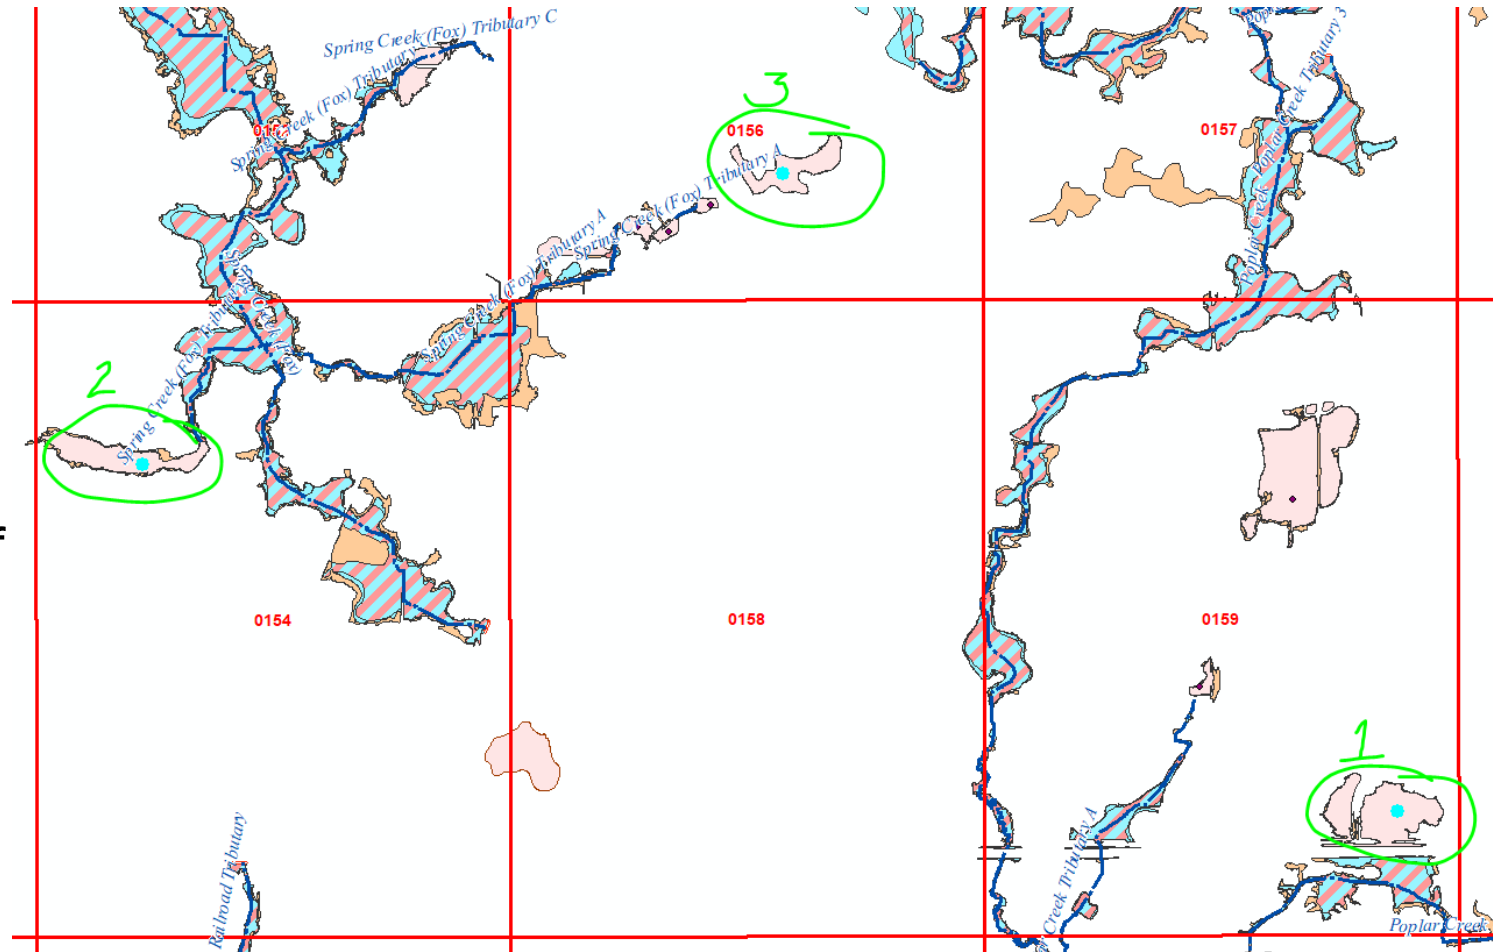 Spring Creek (Fox) Tributary C
Spring Creek (Fox) Tributary
3
0156
0157
Poplar Creek Tributary 3
Spring Creek (Fox) Tributary A
Spring Creek (Fox) Tributary A
Spring Creek (Fox) Tributary A
Poplar Creek
Poplar Creek
Spring Creek (Fox) Tributary B
2
0154
0158
0159
1
Railroad Tributary
Creek Tributary A
Poplar Creek